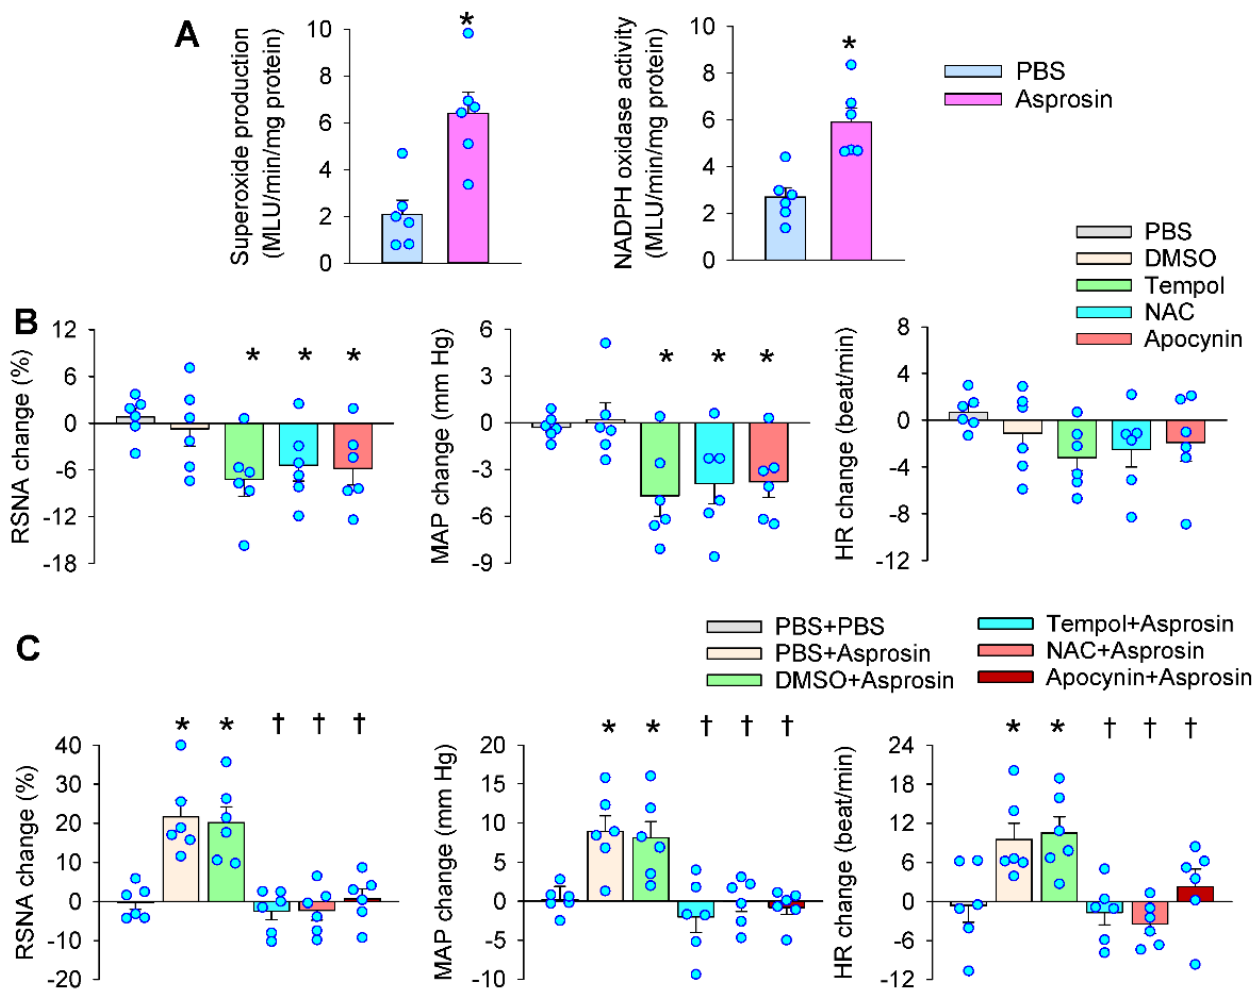 A
Superoxide production
(MLU/min/mg protein)
10
8
6
4
2
0
*
NADPH oxidase activity
(MLU/min/mg protein)
10
8
6
4
2
0
*
PBS
Asprosin
PBS
DMSO
Tempol
NAC
Apocynin
B
RSNA change (%)
12
6
0
-6
-12
-18
* * *
MAP change (mm Hg)
6
3
0
-3
-6
-9
* * *
HR change (beat/min)
8
4
0
-4
-8
-12
C
PBS+PBS
PBS+Asprosin
DMSO+Asprosin
Tempol+Asprosin
NAC+Asprosin
Apocynin+Asprosin
RSNA change (%)
40
30
20
10
0
-10
-20
* * † † †
MAP change (mm Hg)
20
15
10
5
0
-5
-10
* * † † †
HR change (beat/min)
24
18
12
6
0
-6
-12
* * † † †